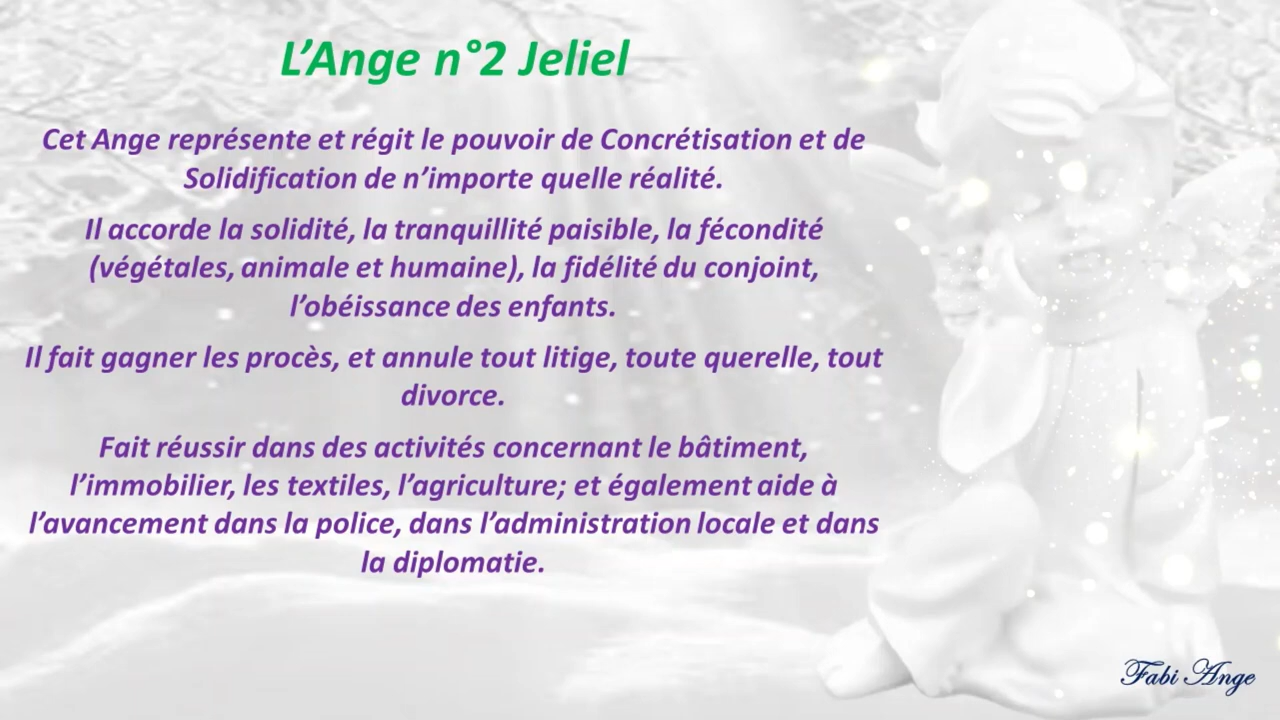 L’Ange n°2 Jeliel
Cet Ange représente et régit le pouvoir de Concrétisation et de
Solidification de n’importe quelle réalité.
Il accorde la solidité, la tranquillité paisible, la fécondité
(végétales, animale et humaine), la fidélité du conjoint,
l’obéissance des enfants.
Il fait gagner les procès, et annule tout litige, toute querelle, tout
divorce.
Fait réussir dans des activités concernant le bâtiment,
l’immobilier, les textiles, l’agriculture; et également aide à
l’avancement dans la police, dans l’administration locale et dans
la diplomatie.
Fabi Ange